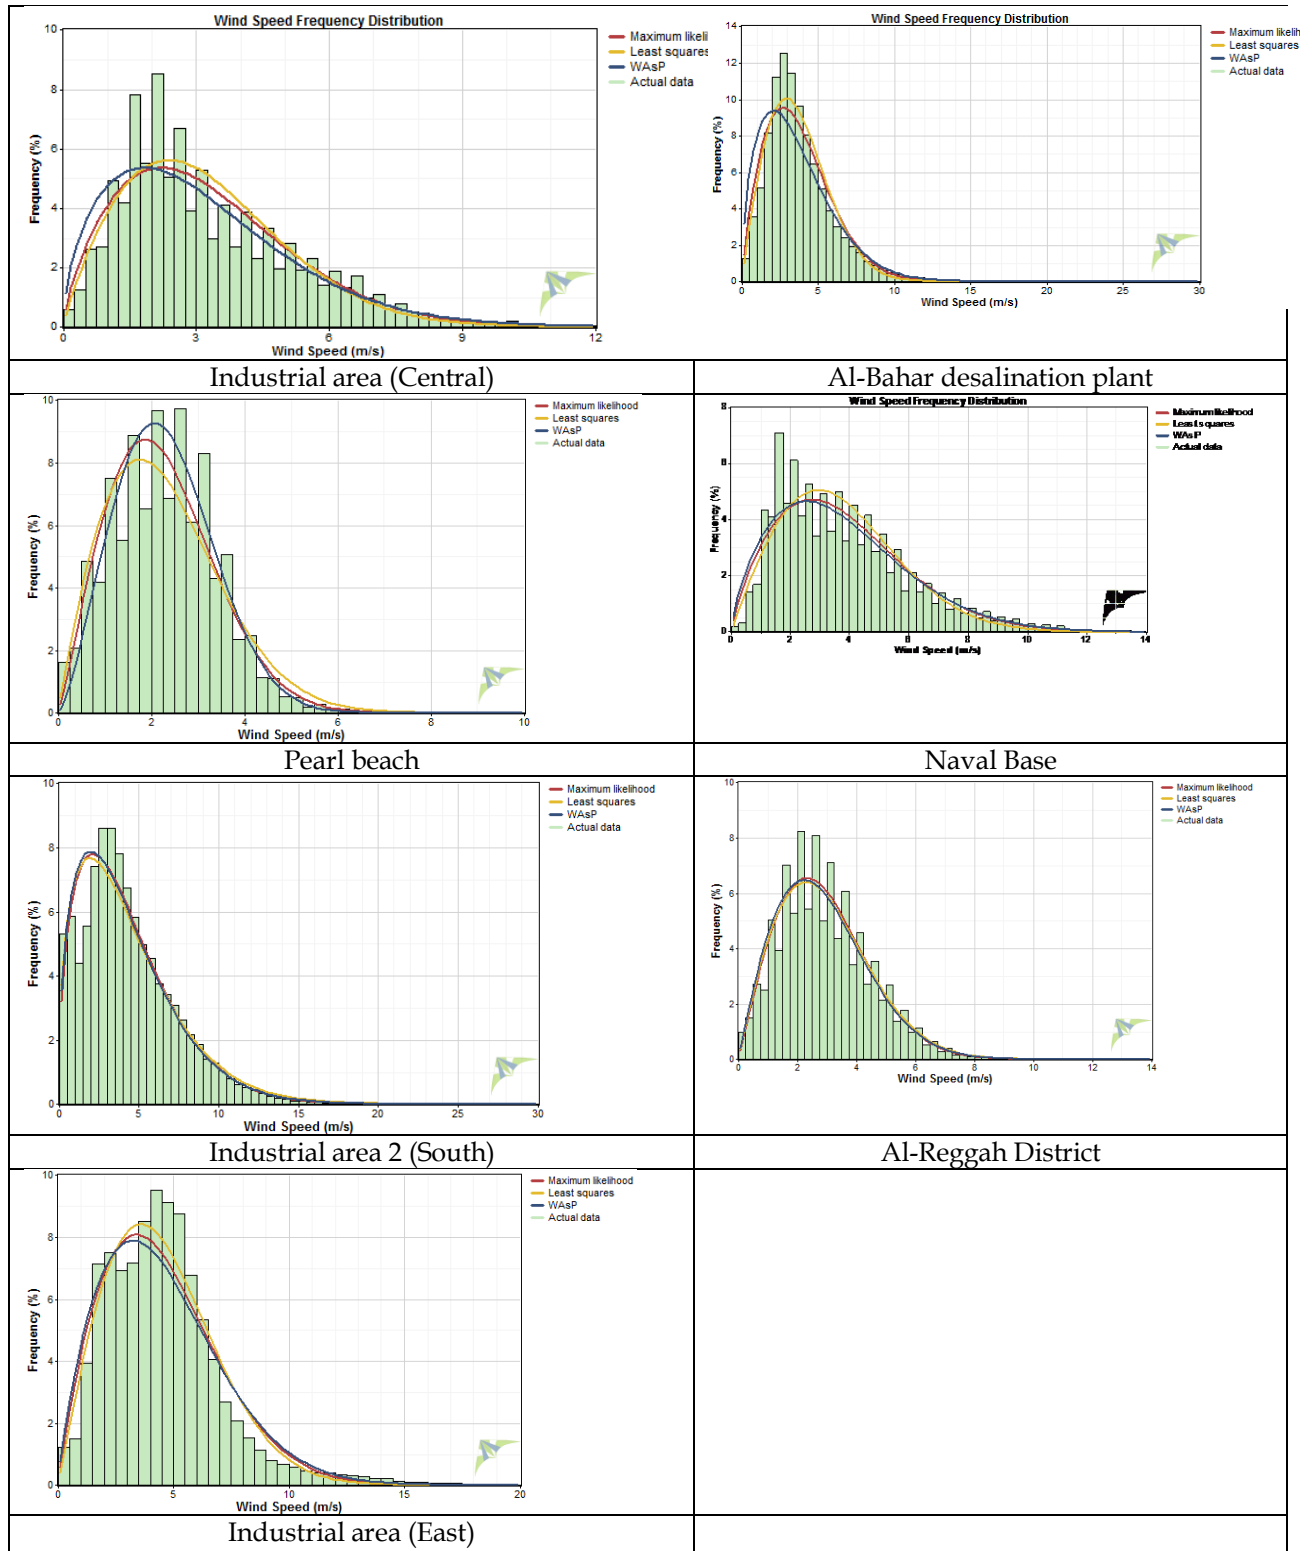 Wind Speed Frequency Distribution
10
8
6
4
2
0
Frequency (%)
0 3 6 9 12
Wind Speed (m/s)
Maximum likeli
Least squares
WAsP
Actual data
Wind Speed Frequency Distribution
14
12
10
8
6
4
2
0
Frequency (%)
0 5 10 15 20 25 30
Wind Speed (m/s)
Maximum likelih
Least squares
WAsP
Actual data
Industrial area (Central)
Al-Bahar desalination plant
10
8
6
4
2
0
Frequency (%)
0 2 4 6 8 10
Wind Speed (m/s)
Maximum likelihood
Least squares
WAsP
Actual data
Wind Speed Frequency Distribution
8
6
4
2
0
Frequency (%)
0 2 4 6 8 10 12 14
Wind Speed (m/s)
Maximum likelihood
Least squares
WAsP
Actual data
Pearl beach
Naval Base
10
8
6
4
2
0
Frequency (%)
0 5 10 15 20 25 30
Wind Speed (m/s)
Maximum likelihood
Least squares
WAsP
Actual data
10
8
6
4
2
0
Frequency (%)
0 2 4 6 8 10 12 14
Wind Speed (m/s)
Maximum likelihood
Least squares
WAsP
Actual data
Industrial area 2 (South)
Al-Reggah District
10
8
6
4
2
0
Frequency (%)
0 5 10 15 20
Wind Speed (m/s)
Maximum likelihood
Least squares
WAsP
Actual data
Industrial area (East)